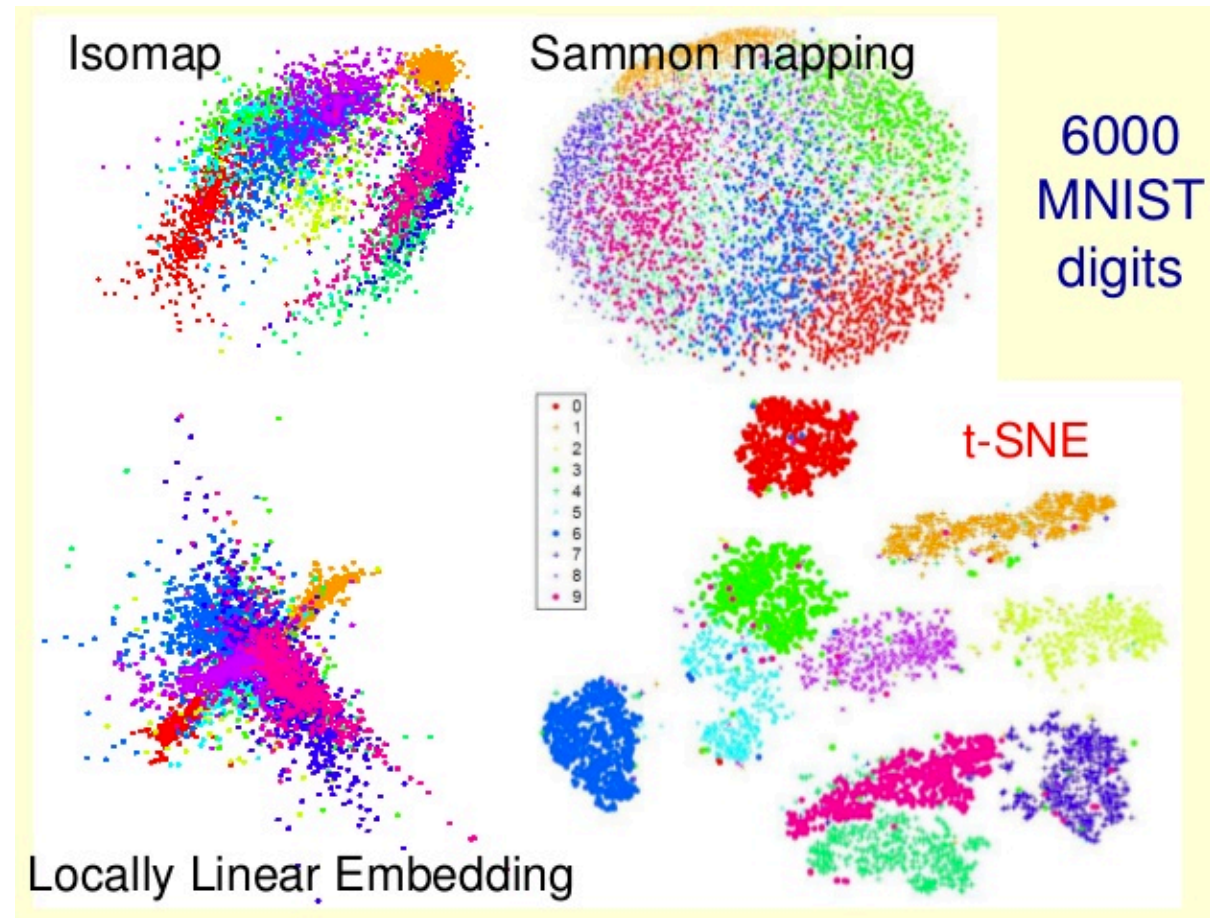 Isomap
Sammon mapping
6000
MNIST
digits
0
1
2
3
4
5
6
7
8
9
t-SNE
Locally Linear Embedding